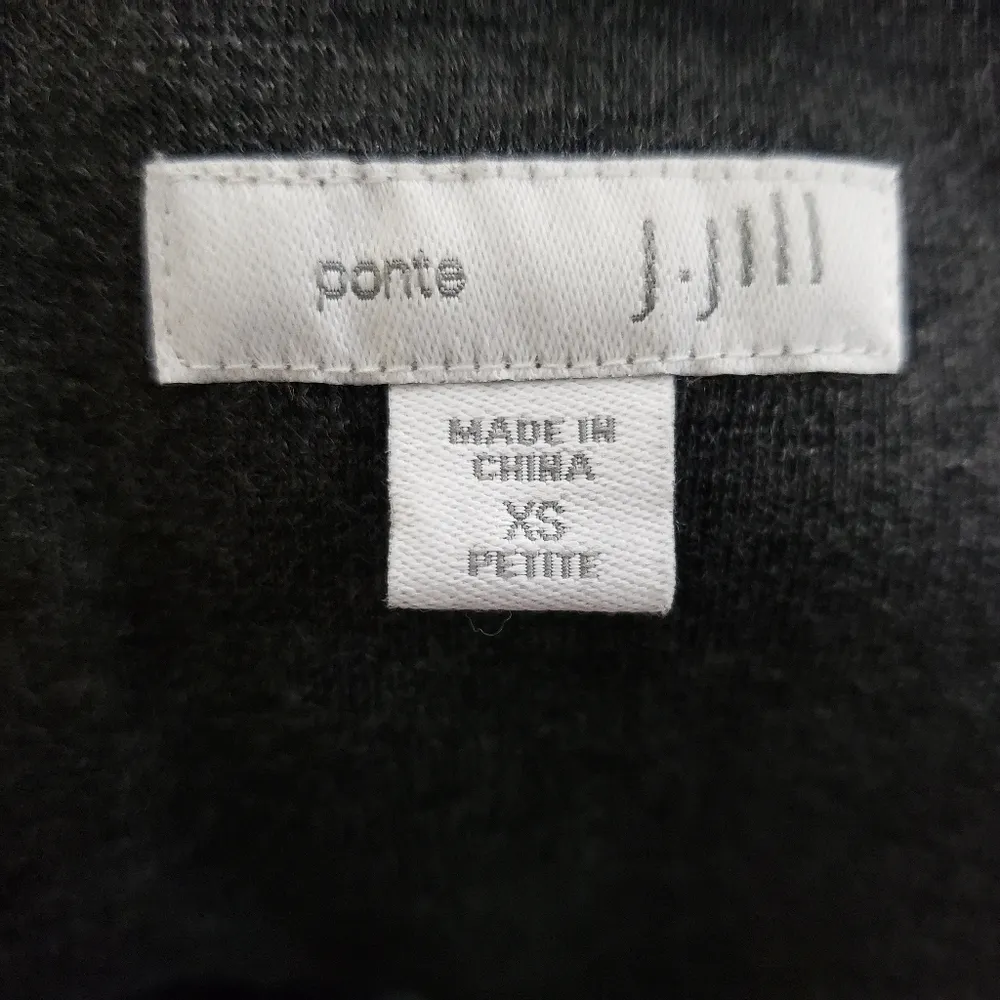 ponte J.Jill
MADE IN
CHINA
XS
PETITE